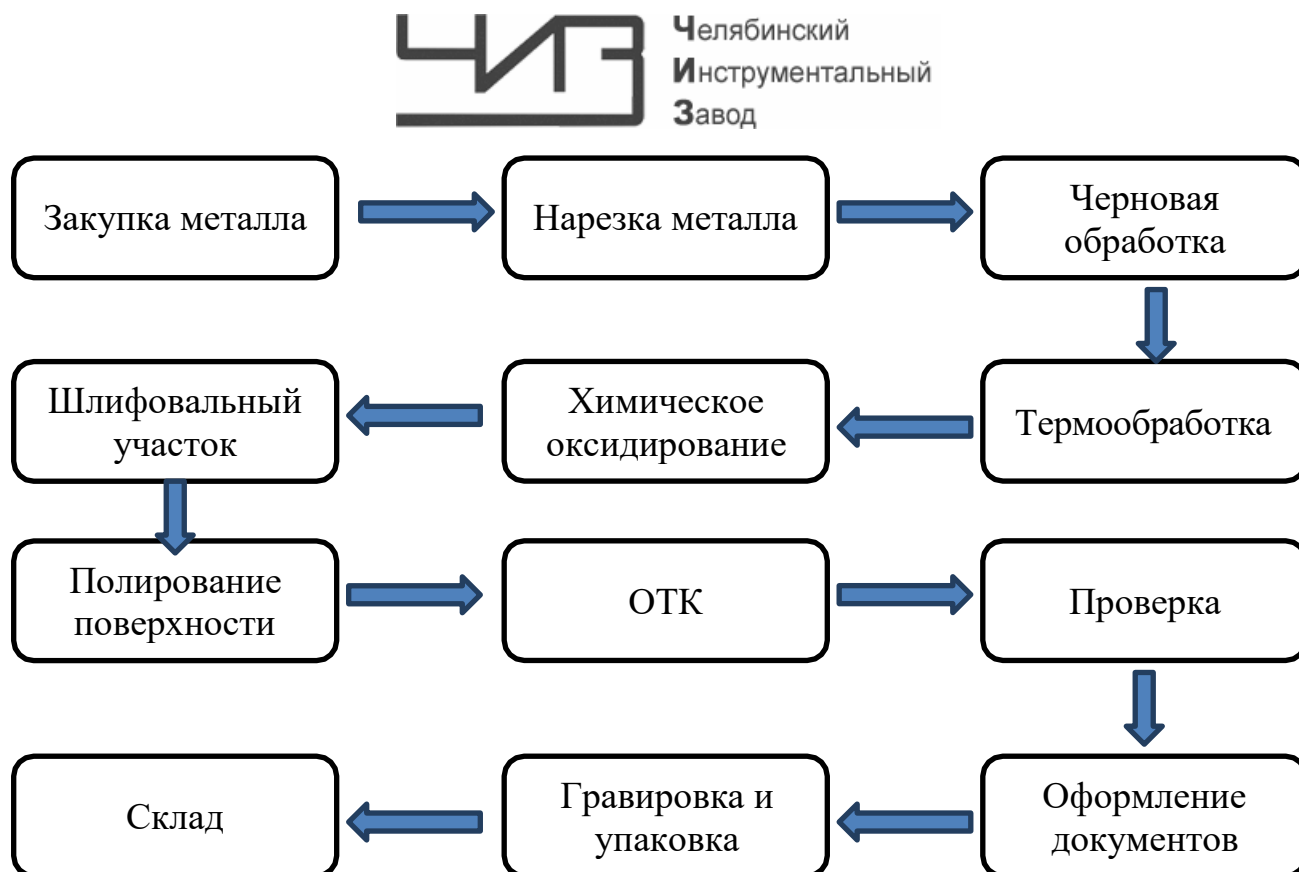 ЧИЗ
Челябинский
Инструментальный
Завод
Закупка металла
Нарезка металла
Черновая
обработка
Термообработка
Химическое
оксидирование
Шлифовальный
участок
Полирование
поверхности
ОТК
Проверка
Оформление
документов
Гравировка и
упаковка
Склад